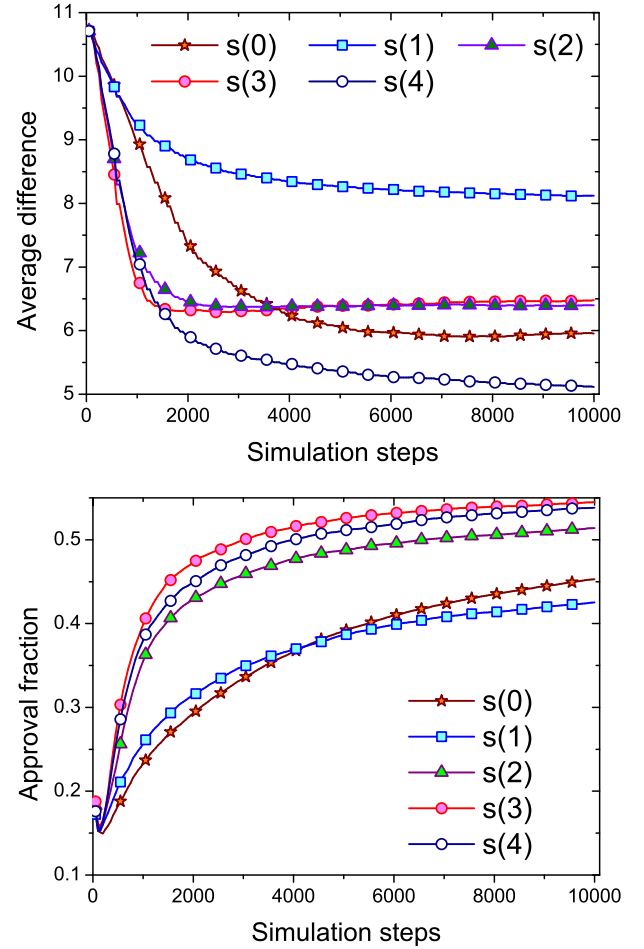 11
s(0) s(1) s(2)
10
s(3) s(4)
9
8
7
6
5
Average difference
0 2000 4000 6000 8000 10000
Simulation steps
0.5
0.4
0.3
0.2
0.1
Approval fraction
s(0)
s(1)
s(2)
s(3)
s(4)
0 2000 4000 6000 8000 10000
Simulation steps